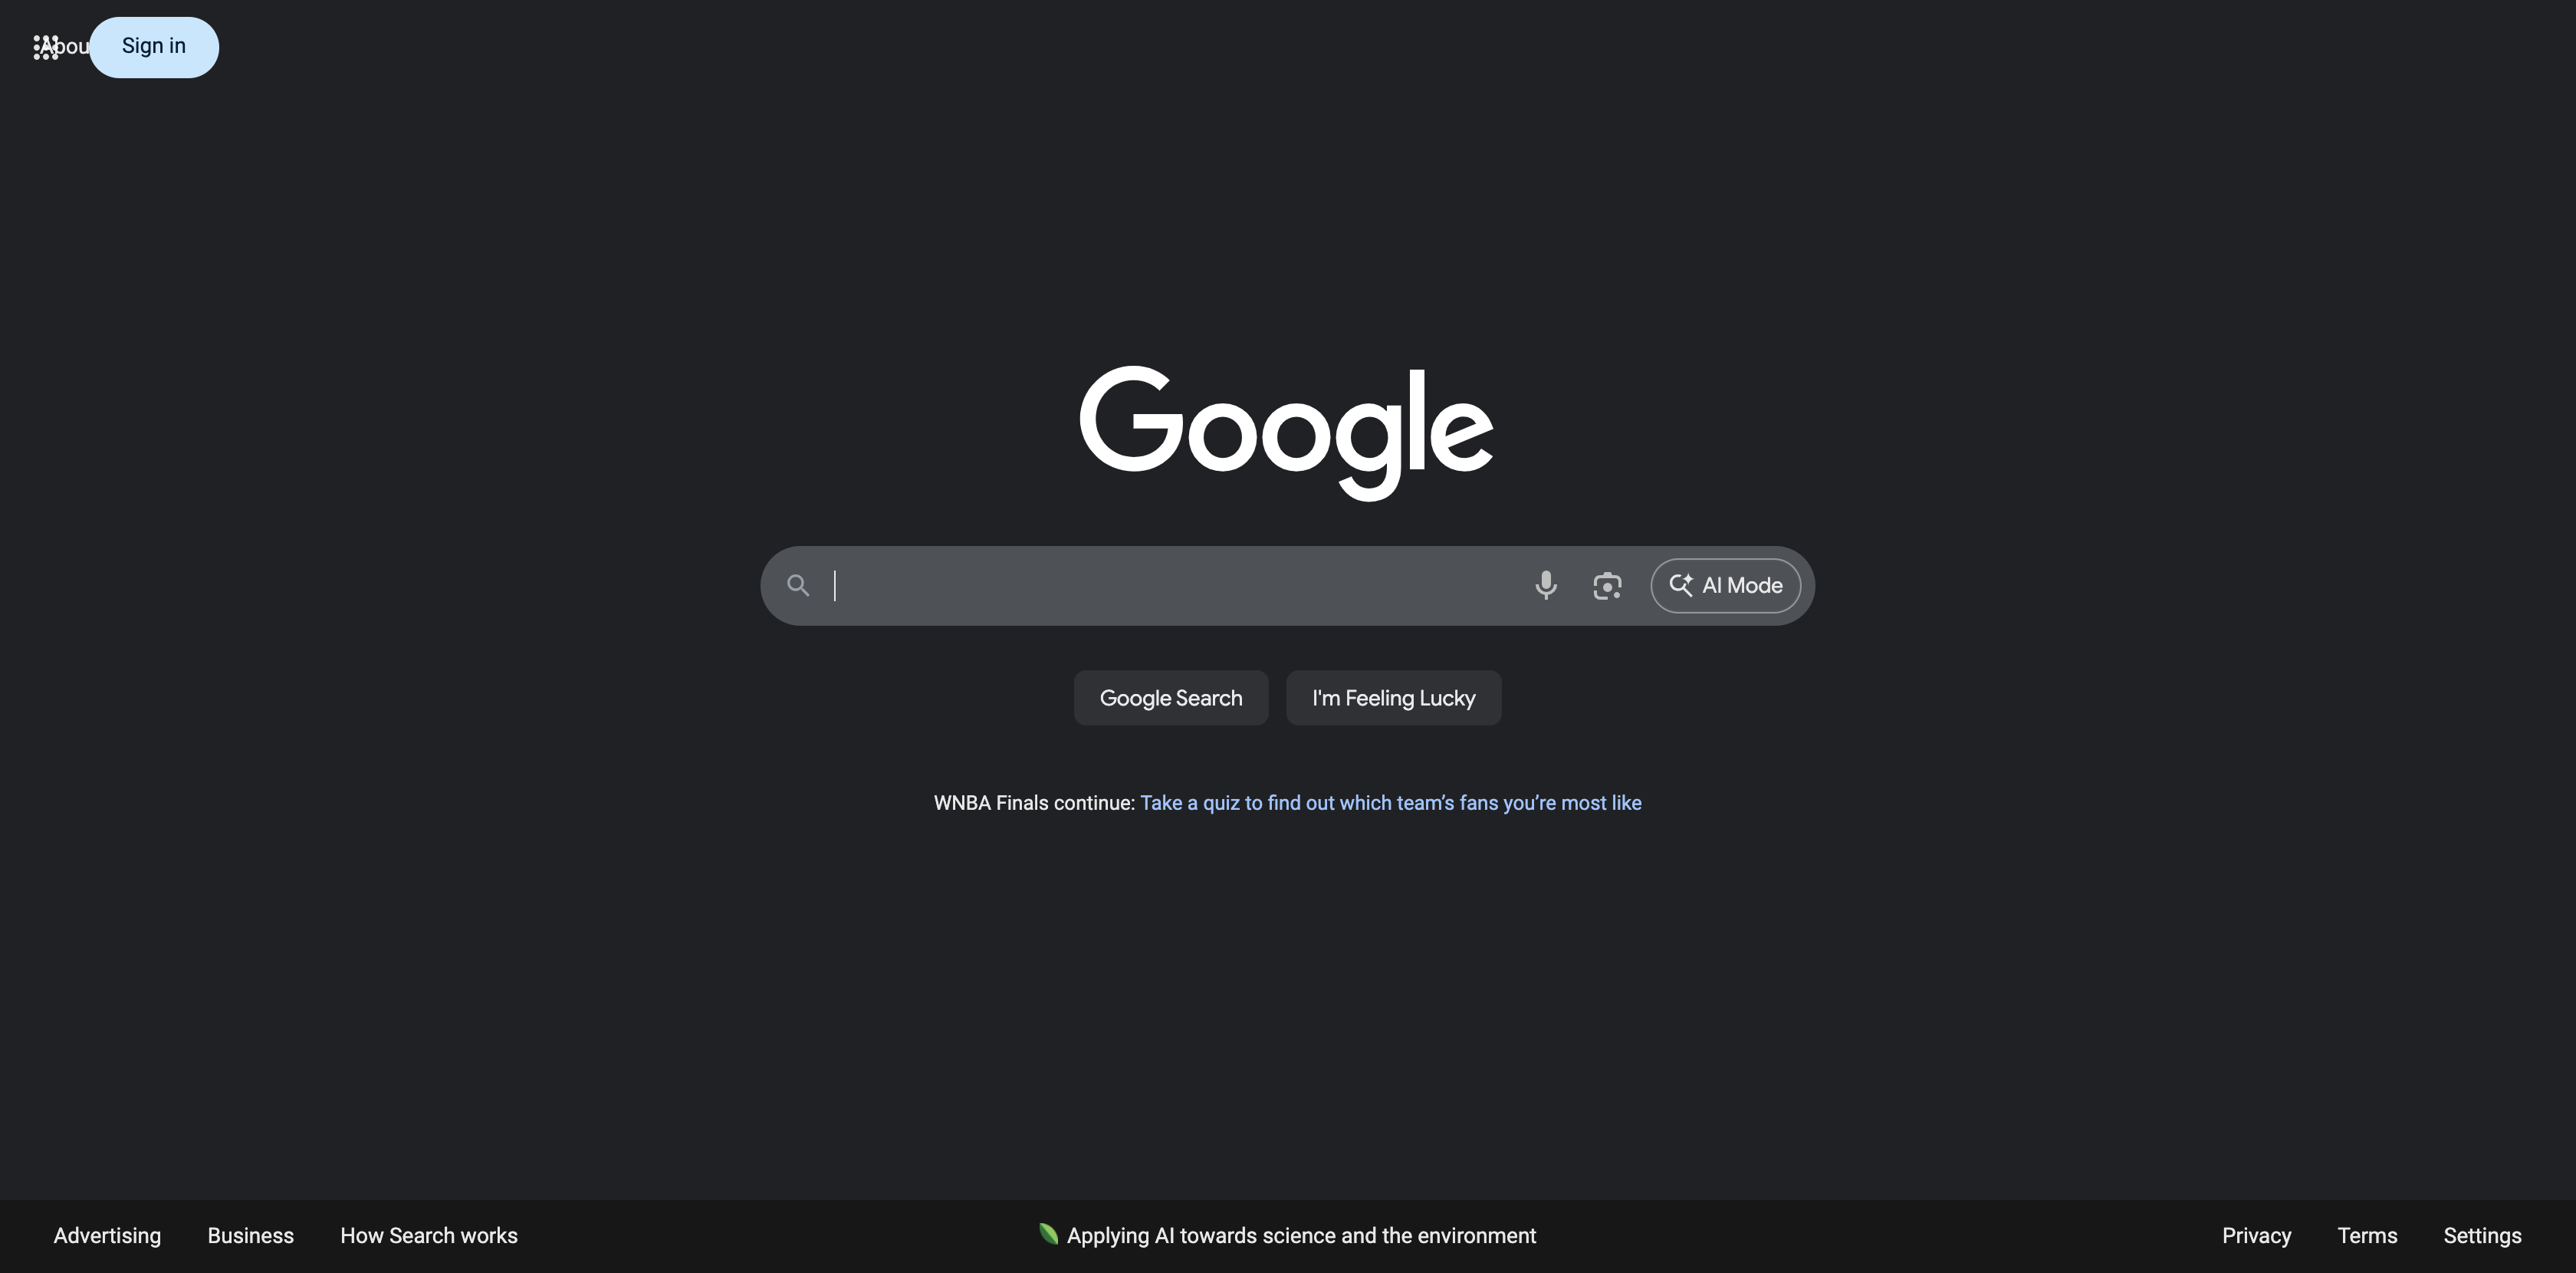 Abou
Sign in
Google
AI Mode
Google Search
I'm Feeling Lucky
WNBA Finals continue: Take a quiz to find out which team’s fans you’re most like
Advertising
Business
How Search works
Applying AI towards science and the environment
Privacy
Terms
Settings